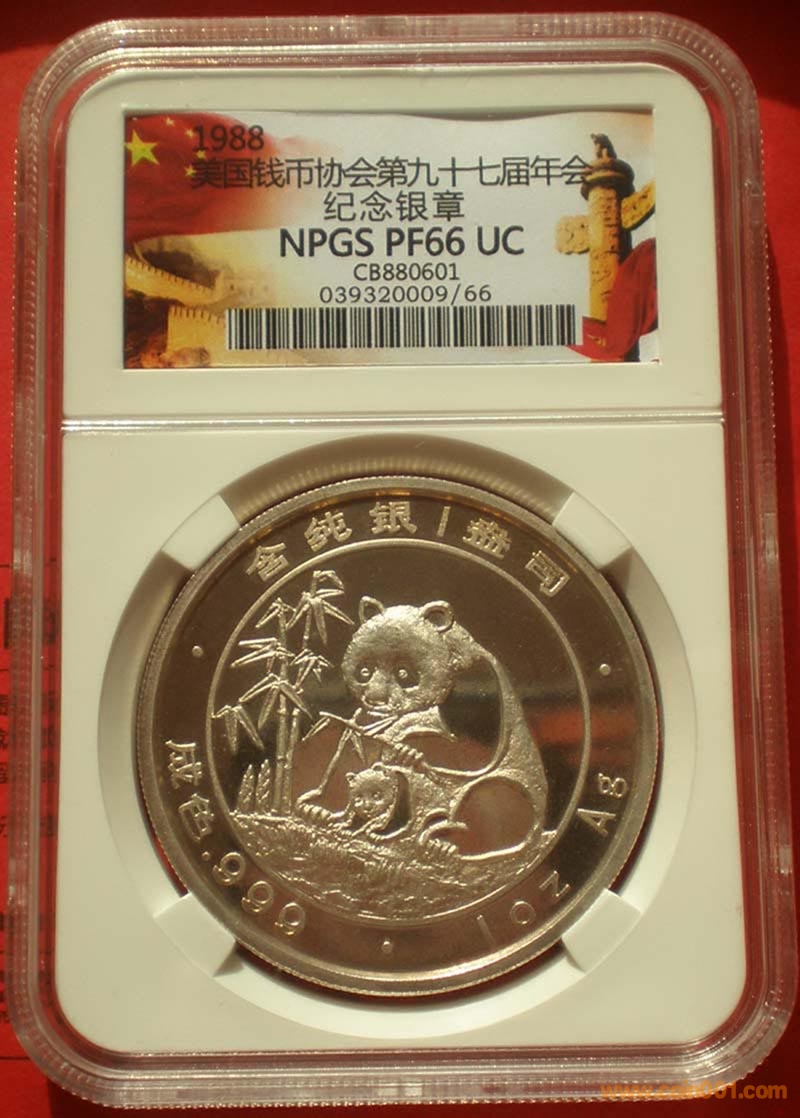 1988
美国钱币协会第九十七届年会
纪念银章
NPGS PF66 UC
CB880601
039320009/66
含纯银1盎司
成色.999
1oz Ag